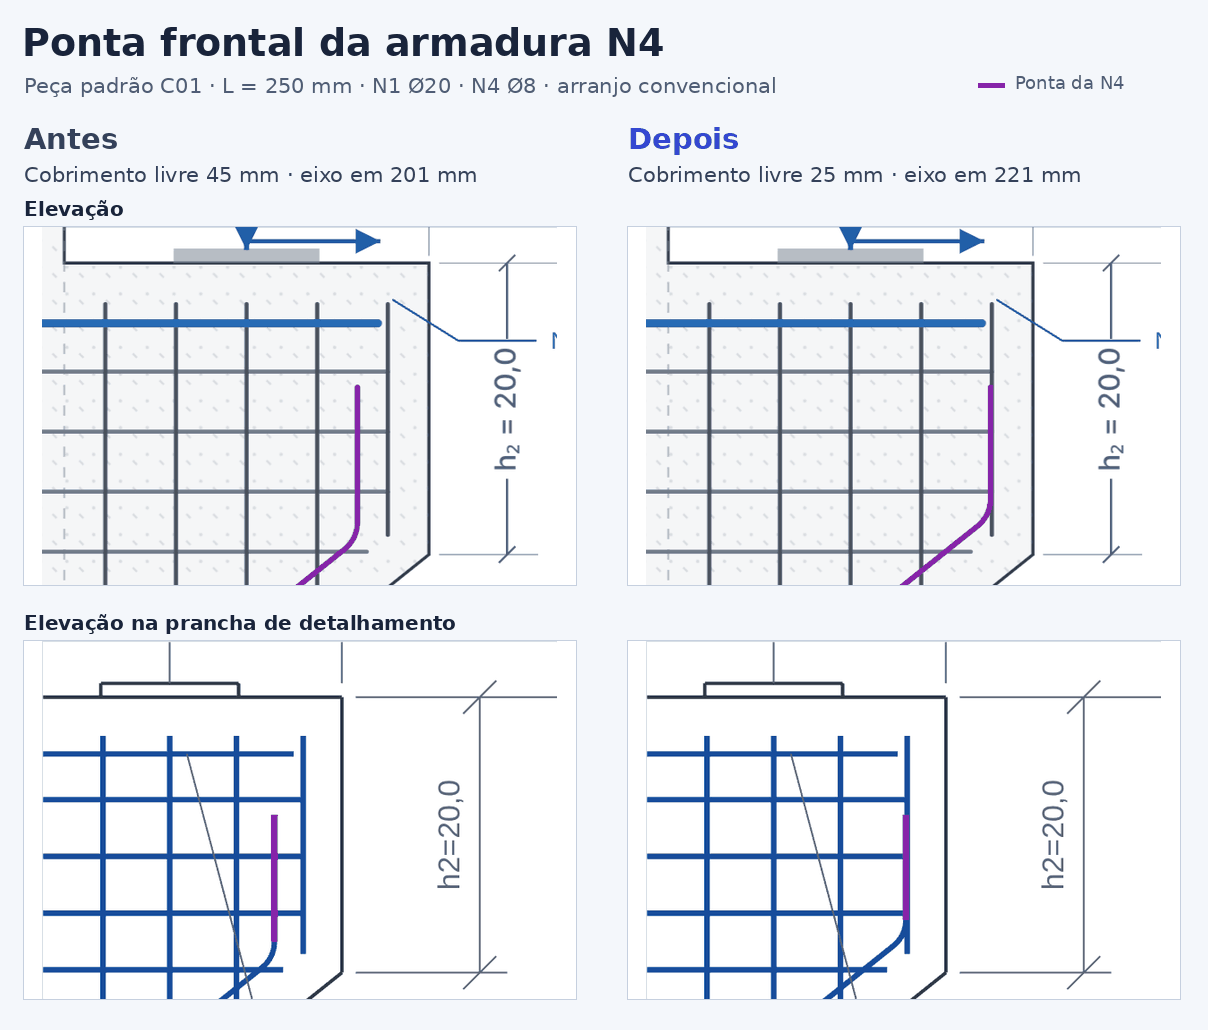 Ponta frontal da armadura N4
Peça padrão C01 · L = 250 mm · N1 Ø20 · N4 Ø8 · arranjo convencional
Ponta da N4
Antes
Cobrimento livre 45 mm · eixo em 201 mm
Elevação
h₂ = 20,0
Depois
Cobrimento livre 25 mm · eixo em 221 mm
h₂ = 20,0
Elevação na prancha de detalhamento
h2=20,0
h2=20,0